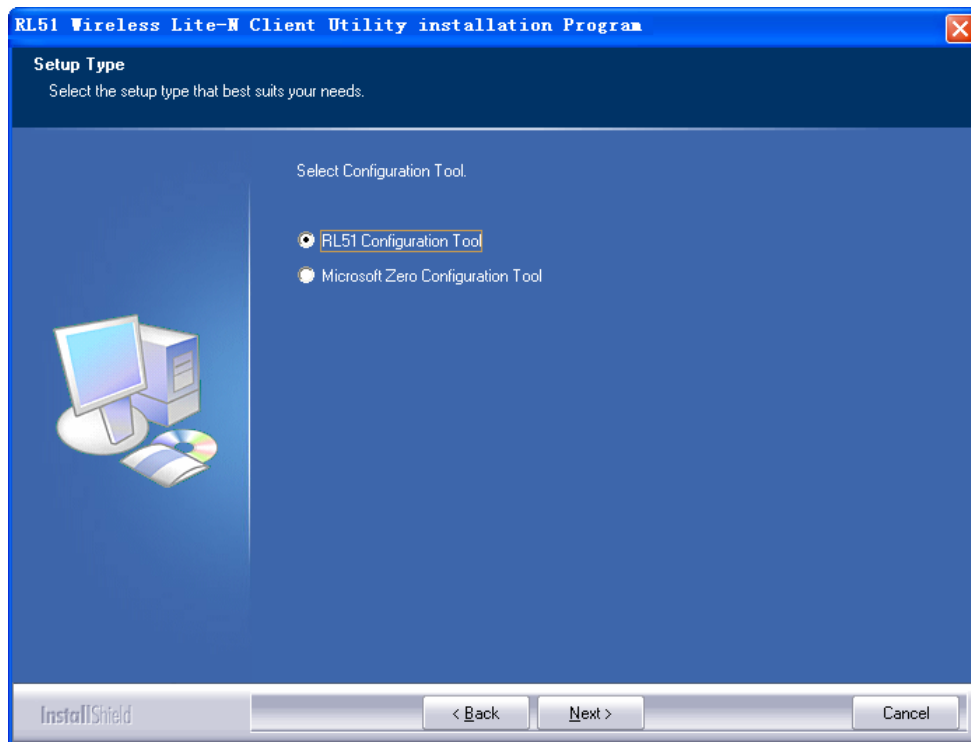 RL51 Wireless Lite-N Client Utility installation Program
Setup Type
Select the setup type that best suits your needs.
Select Configuration Tool.
RL51 Configuration Tool
Microsoft Zero Configuration Tool
InstallShield
< Back
Next >
Cancel